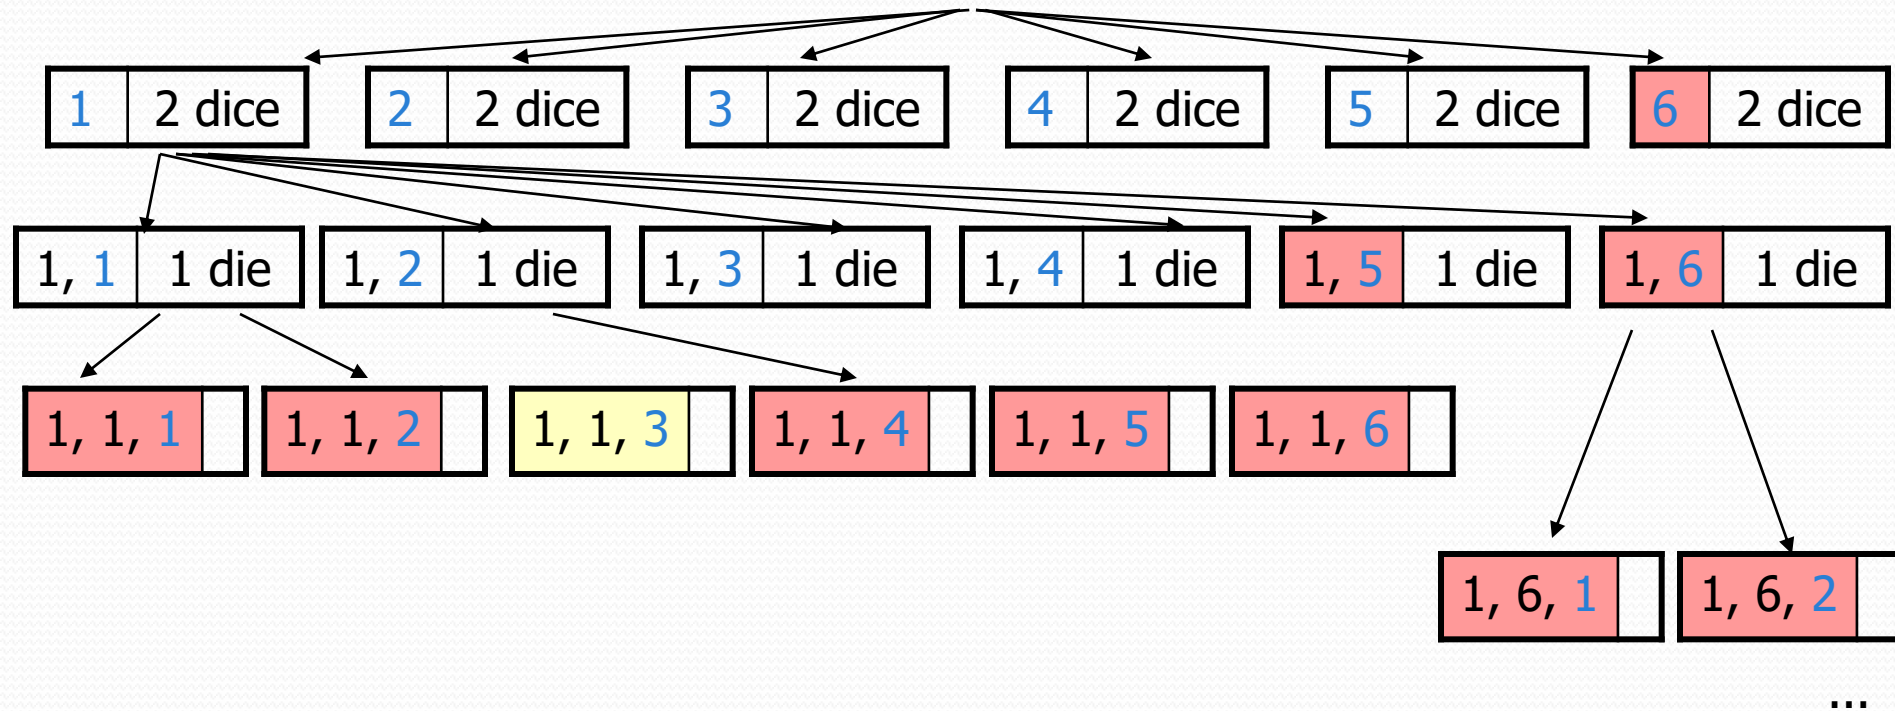 1 2 dice 2 2 dice 3 2 dice 4 2 dice 5 2 dice 6 2 dice
1, 1 1 die 1, 2 1 die 1, 3 1 die 1, 4 1 die 1, 5 1 die 1, 6 1 die
1, 1, 1 1, 1, 2 1, 1, 3 1, 1, 4 1, 1, 5 1, 1, 6
1, 6, 1 1, 6, 2
...